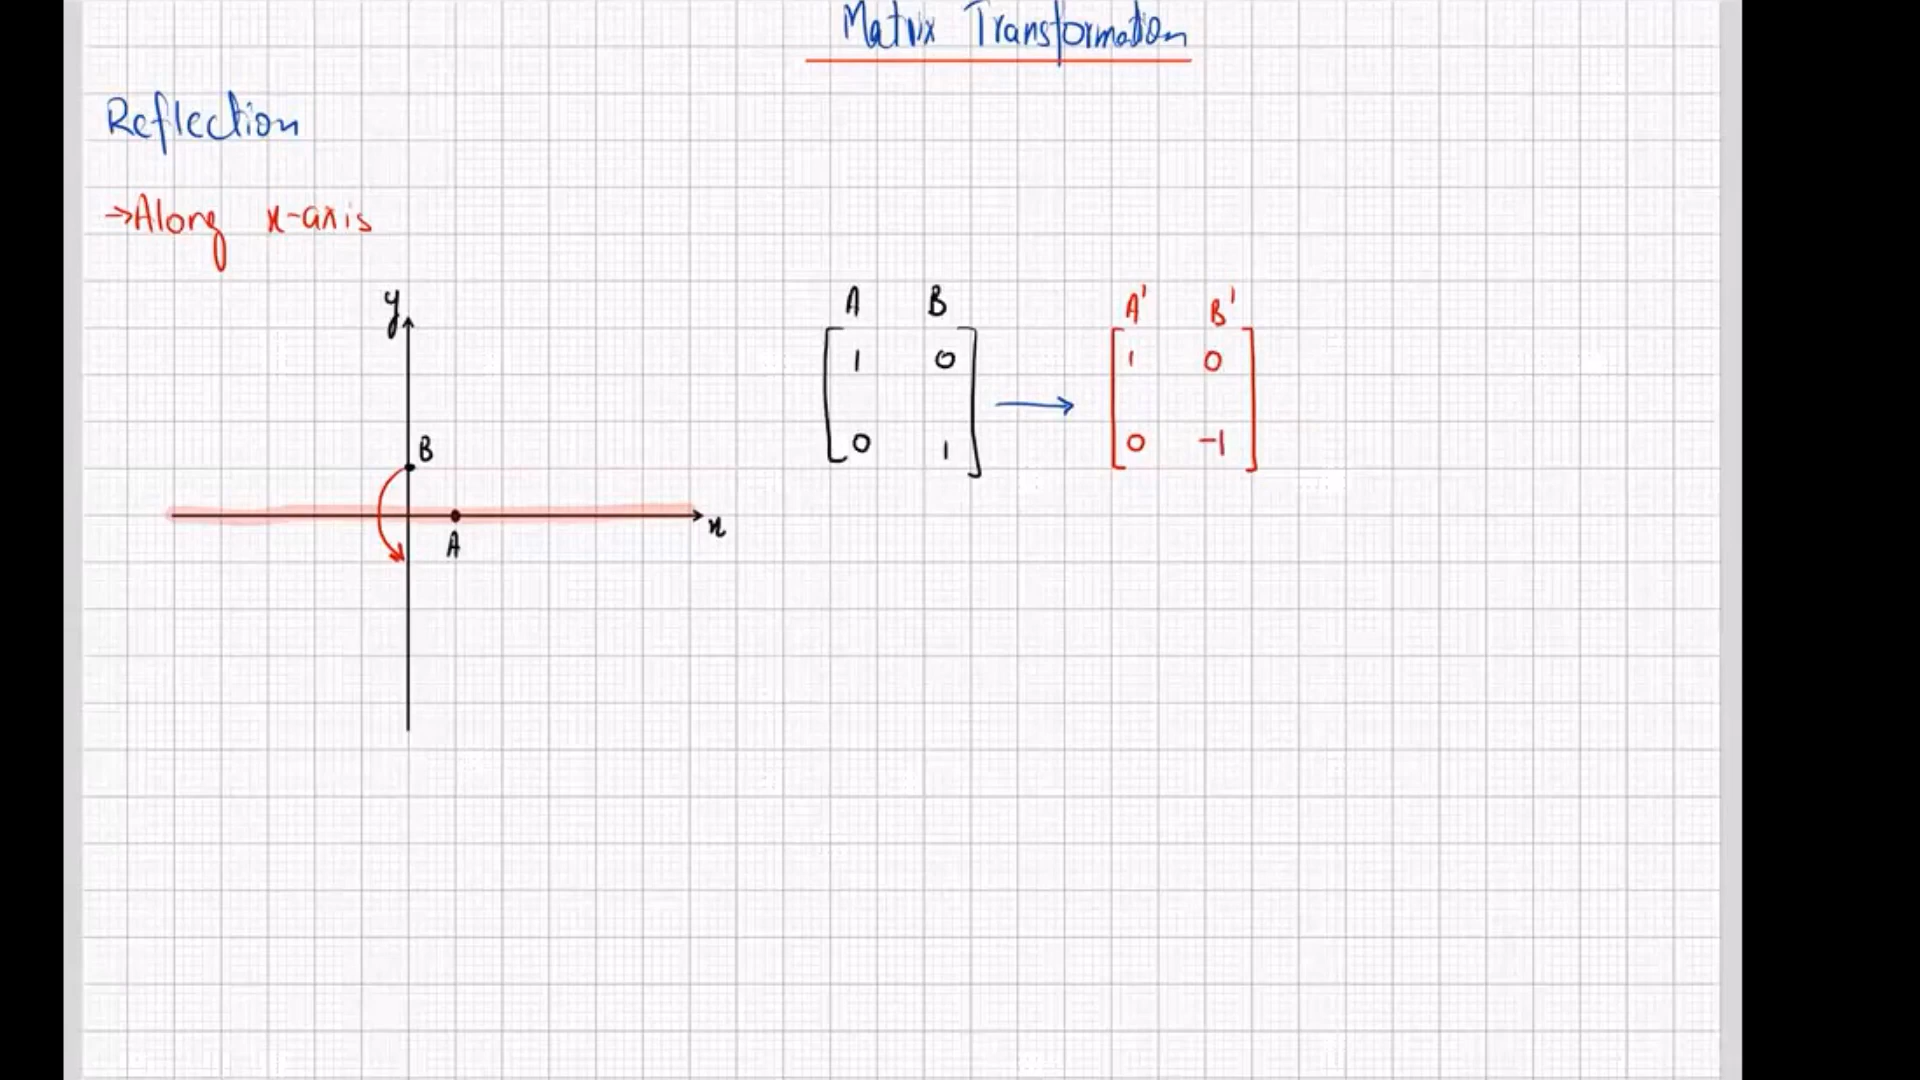 Matrix Transformation
Reflection
→Along x-axis
y
B
A
x
A B
1 0
0 1
→
A' B'
1 0
0 -1